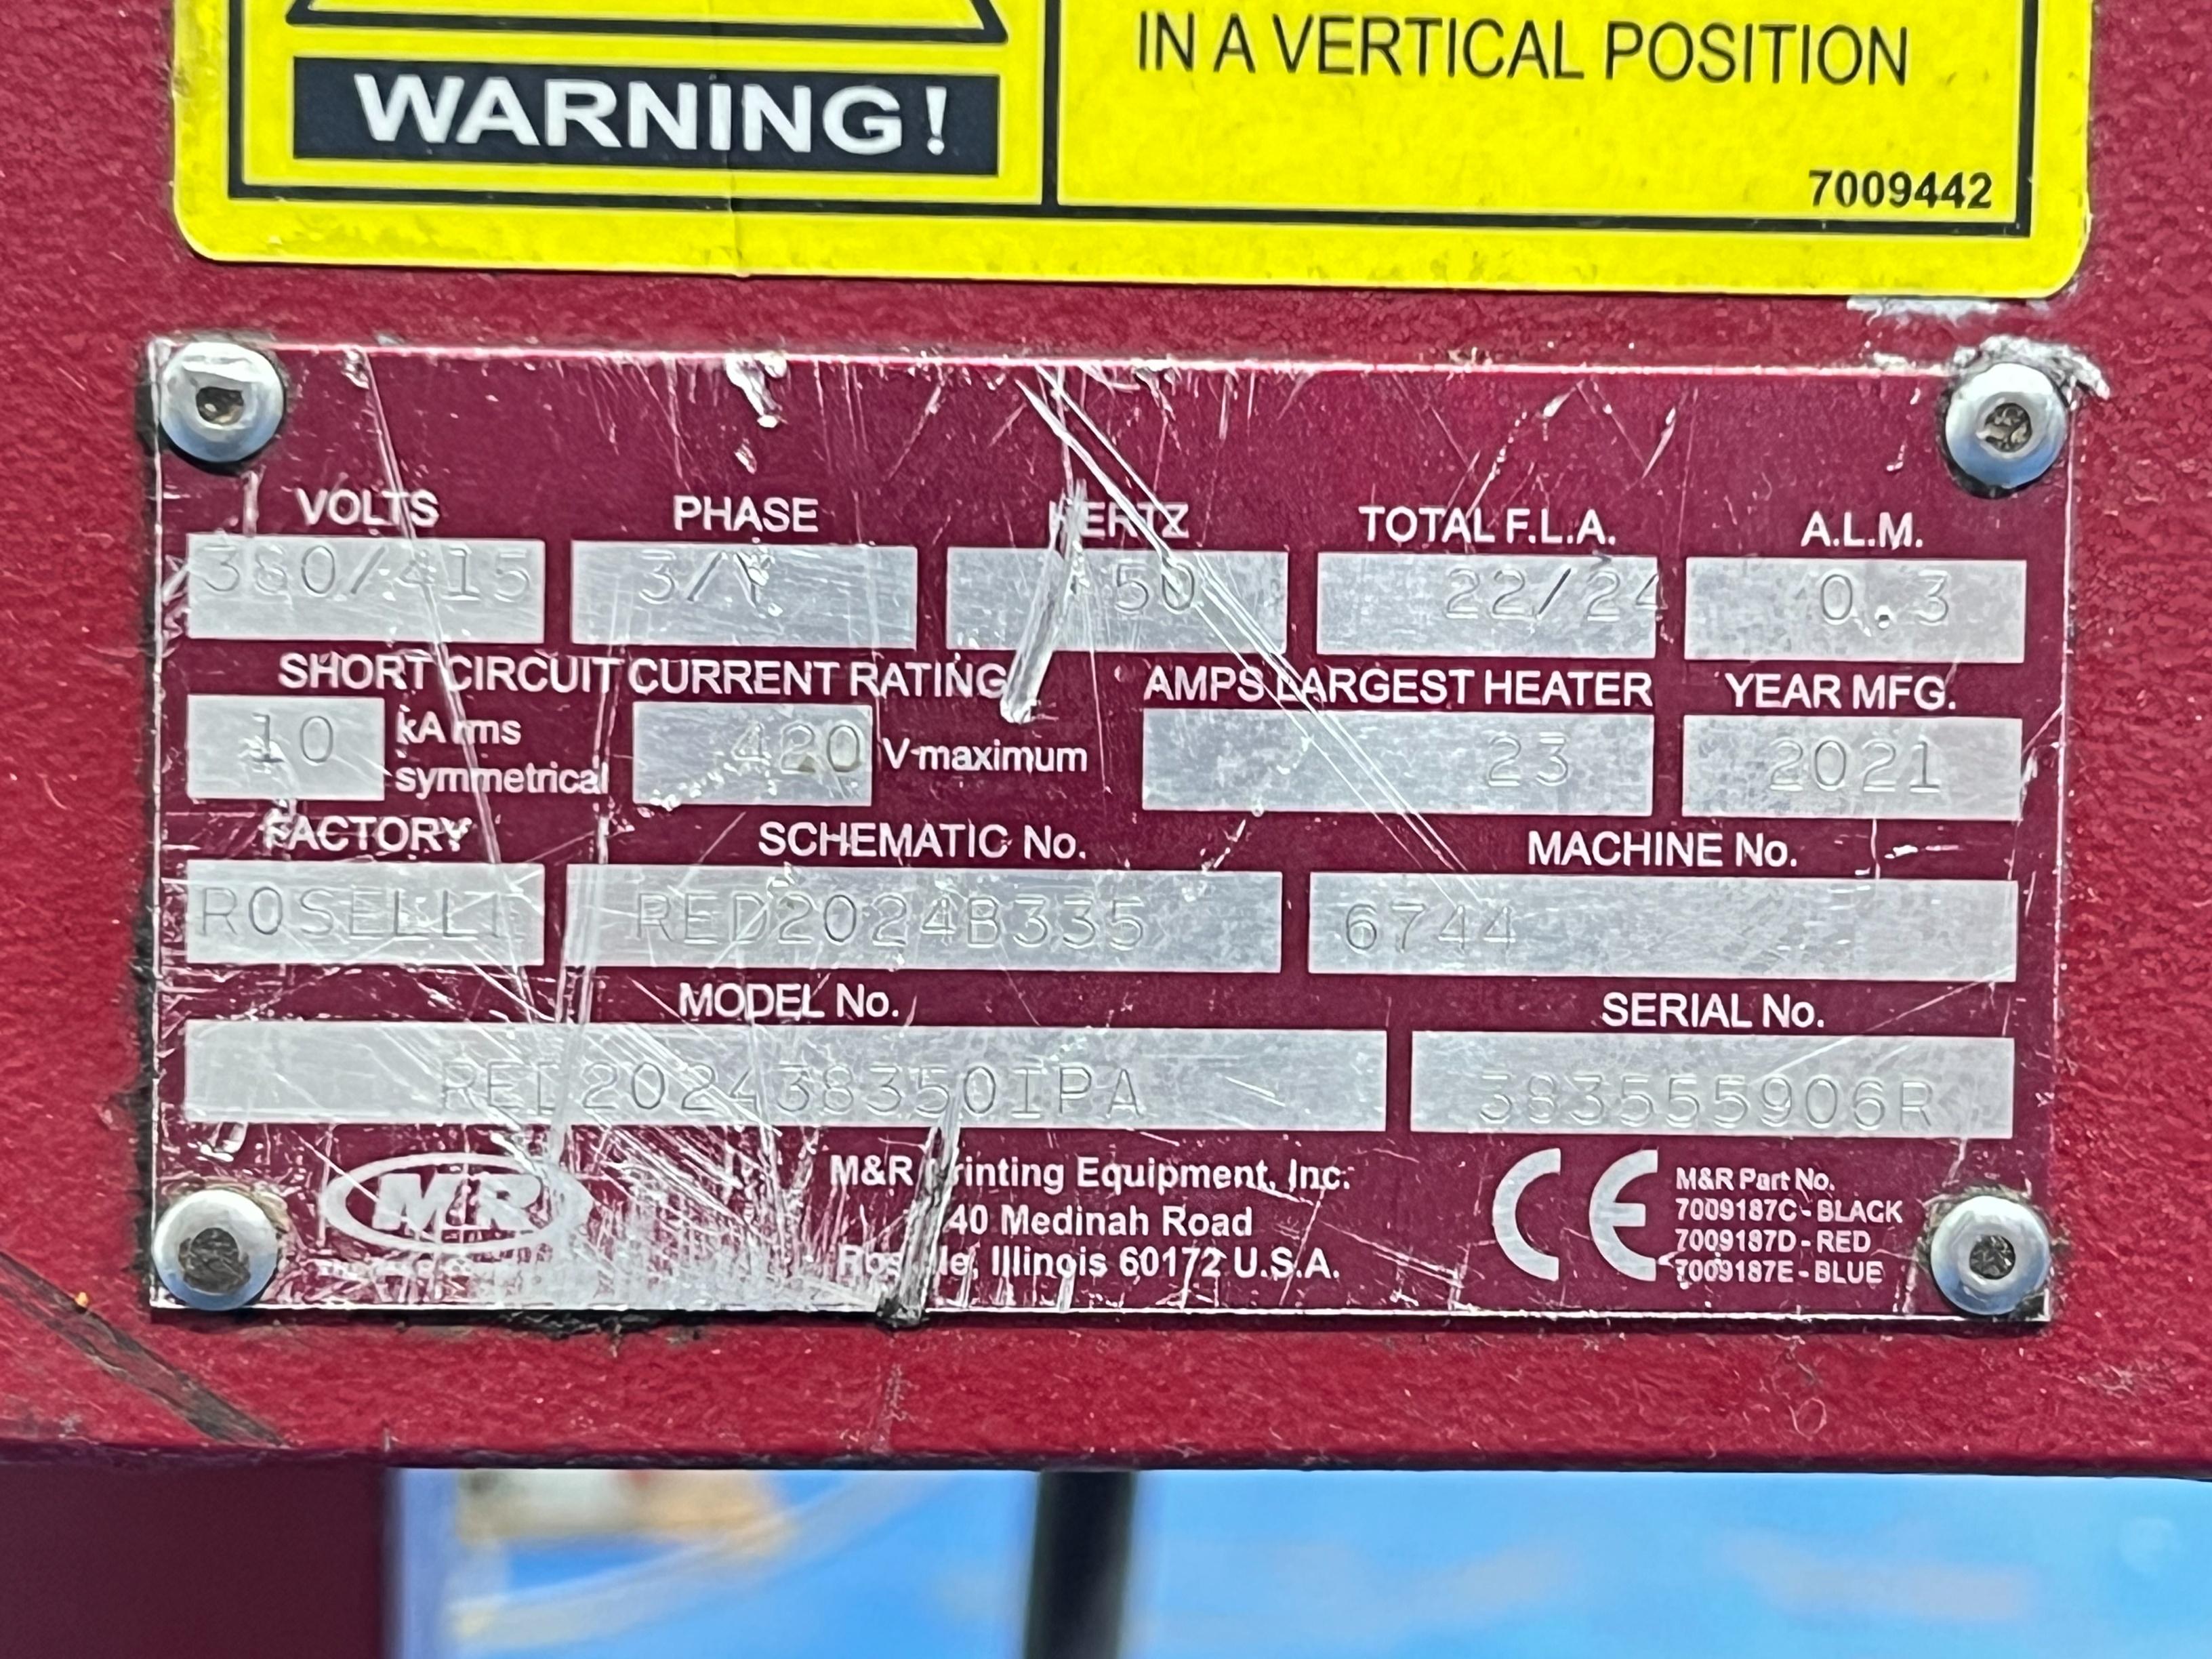 WARNING!
IN A VERTICAL POSITION
7009442
VOLTS PHASE HERTZ TOTAL F.L.A. A.L.M.
380/415 3/Y 50 22/24 0.3
SHORT CIRCUIT CURRENT RATING AMPS LARGEST HEATER YEAR MFG.
10 kA rms symmetrical 420 V-maximum 23 2021
FACTORY SCHEMATIC No. MACHINE No.
ROSELLI RED2024B335 6744
MODEL No. SERIAL No.
RED20243835OIPA 383555906R
M&R
M&R Printing Equipment, Inc.
40 Medinah Road
Illinois 60172 U.S.A.
CE
M&R Part No.
7009187C - BLACK
7009187D - RED
7009187E - BLUE